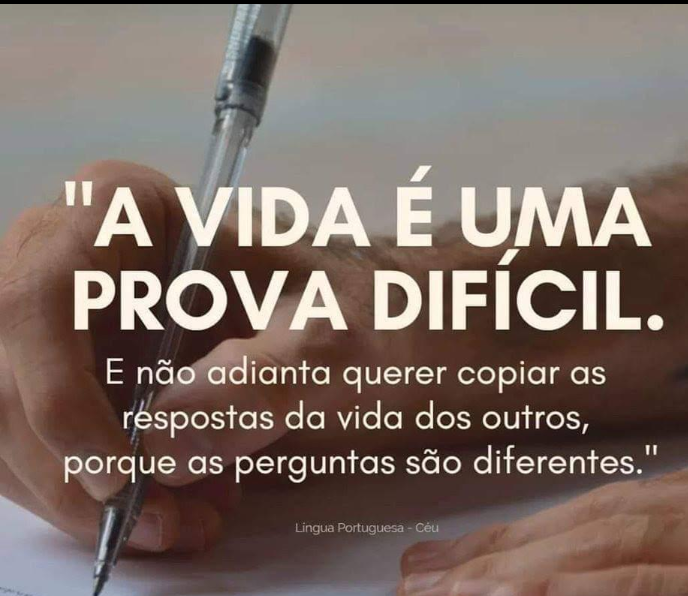 "A VIDA É UMA
PROVA DIFÍCIL.
E não adianta querer copiar as
respostas da vida dos outros,
porque as perguntas são diferentes."
Língua Portuguesa - Céu